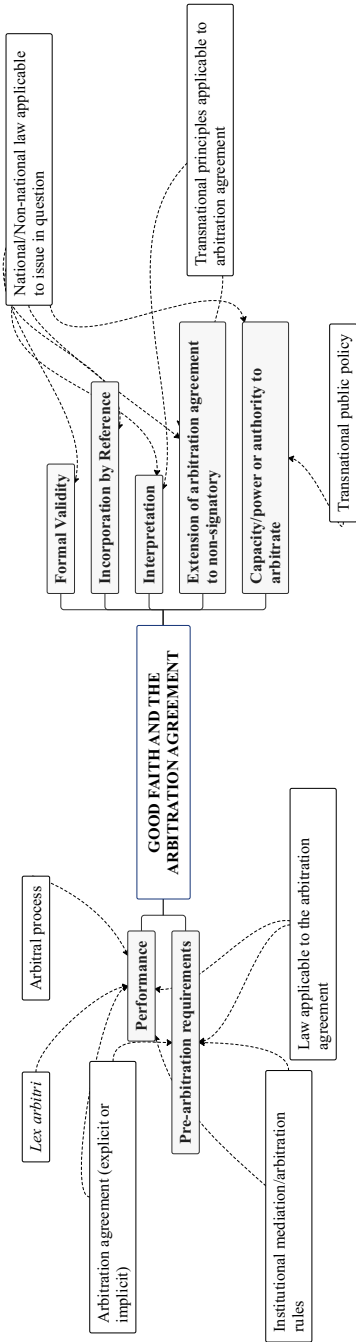 Lex arbitri
Arbitral process
Arbitration agreement (explicit or
implicit)
Performance
Pre-arbitration requirements
Institutional mediation/arbitration
rules
Law applicable to the arbitration
agreement
GOOD FAITH AND THE
ARBITRATION AGREEMENT
National/Non-national law applicable
to issue in question
Formal Validity
Incorporation by Reference
Interpretation
Extension of arbitration agreement
to non-signatory
Capacity/power or authority to
arbitrate
Transnational principles applicable to
arbitration agreement
Transnational public policy